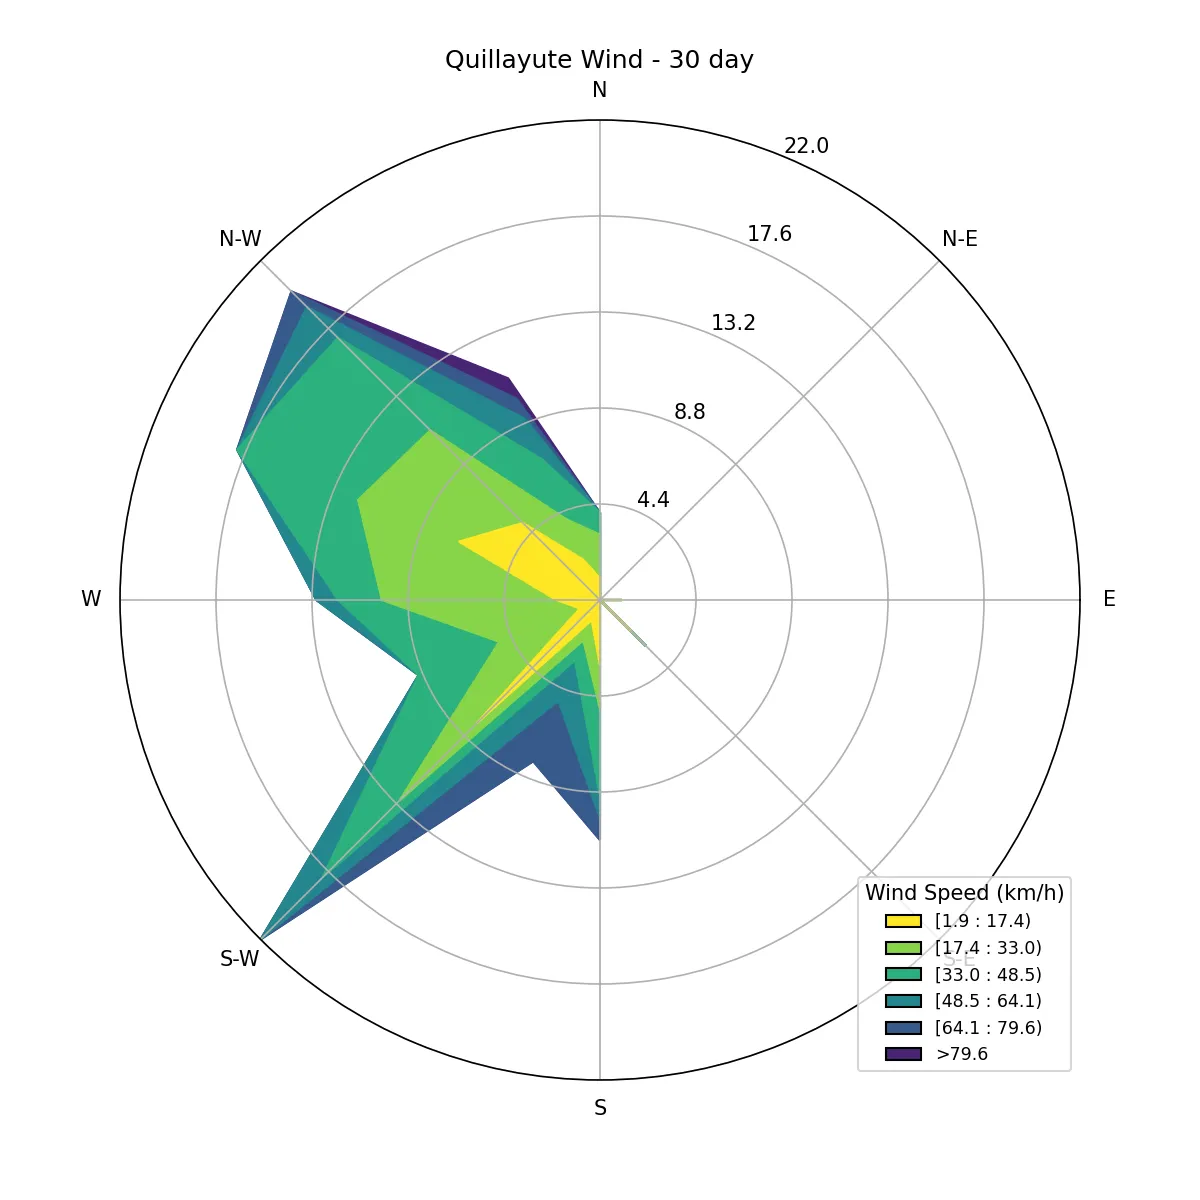 Quillayute Wind - 30 day
N
22.0
N-W
17.6
N-E
13.2
8.8
4.4
W
E
S-W
S-E
Wind Speed (km/h)
[1.9 : 17.4)
[17.4 : 33.0)
[33.0 : 48.5)
[48.5 : 64.1)
[64.1 : 79.6)
>79.6
S